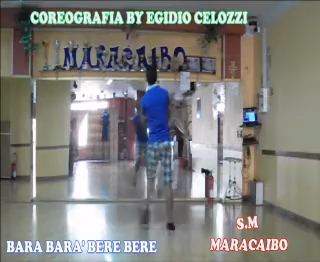 COREOGRAFIA BY EGIDIO CELOZZI
MARACAIBO
S.M
MARACAIBO
BARA BARA' BERE BERE